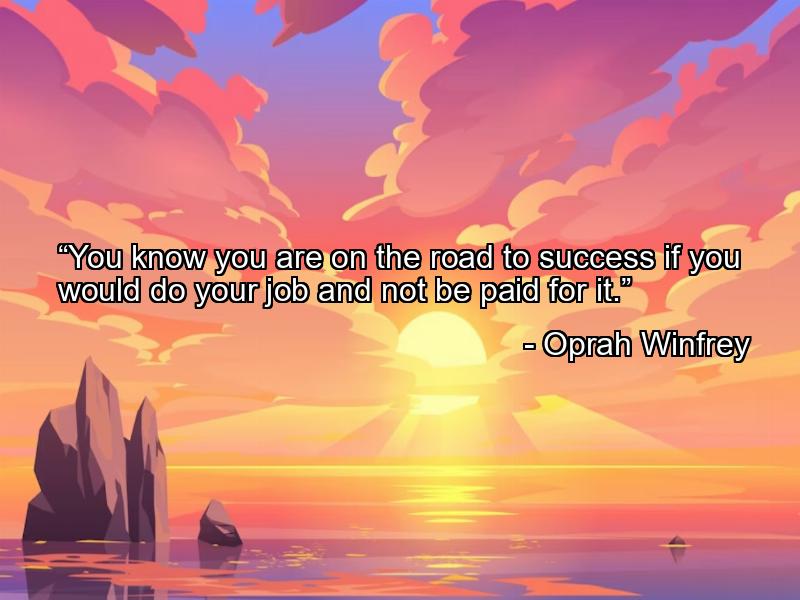 “You know you are on the road to success if you
would do your job and not be paid for it.”
- Oprah Winfrey